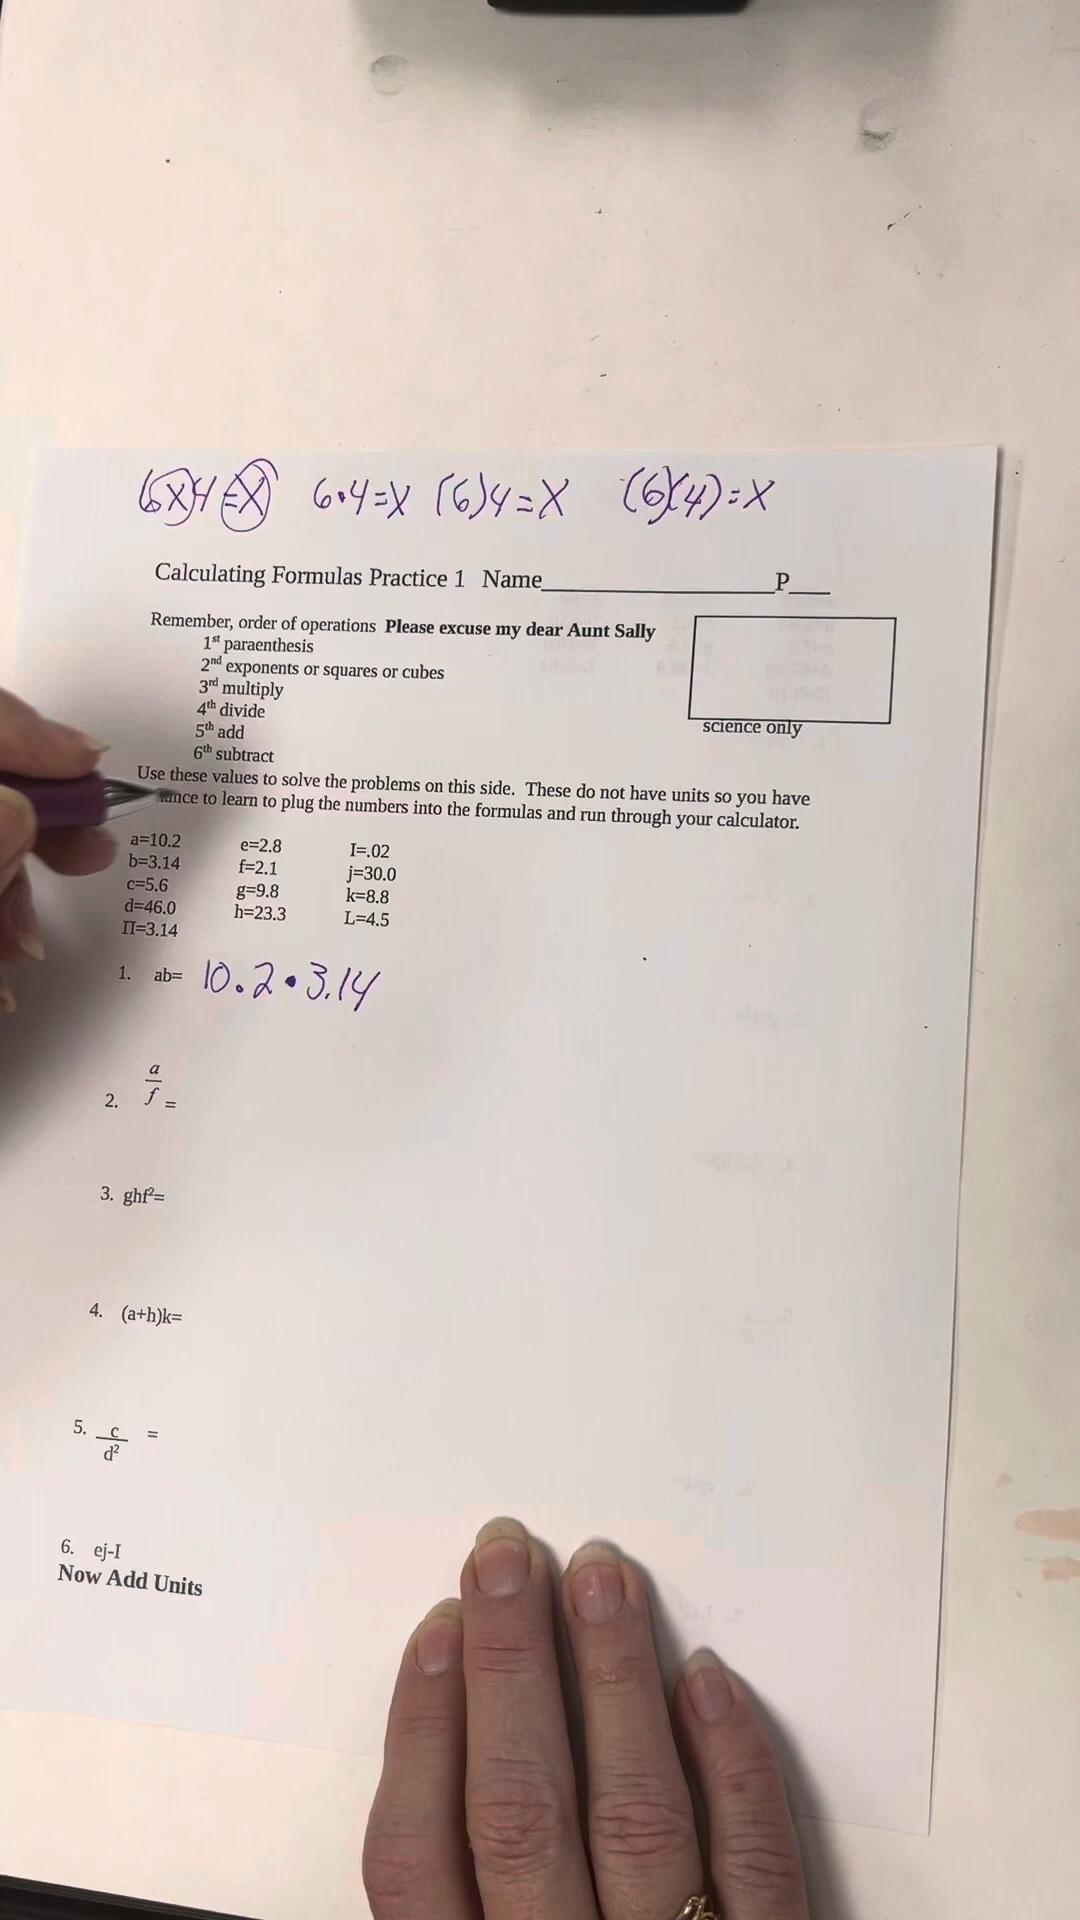 6x4=X 6·4=X (6)4=X (6)(4)=X
Calculating Formulas Practice 1 Name____________________P___
Remember, order of operations Please excuse my dear Aunt Sally
1st paraenthesis
2nd exponents or squares or cubes
3rd multiply
4th divide
5th add
6th subtract
science only
Use these values to solve the problems on this side. These do not have units so you have
to learn to plug the numbers into the formulas and run through your calculator.
a=10.2 e=2.8 I=.02
b=3.14 f=2.1 j=30.0
c=5.6 g=9.8 k=8.8
d=46.0 h=23.3 L=4.5
Π=3.14
1. ab= 10.2•3.14
2. a/f =
3. ghf²=
4. (a+h)k=
5. c/d² =
6. ej-I
Now Add Units